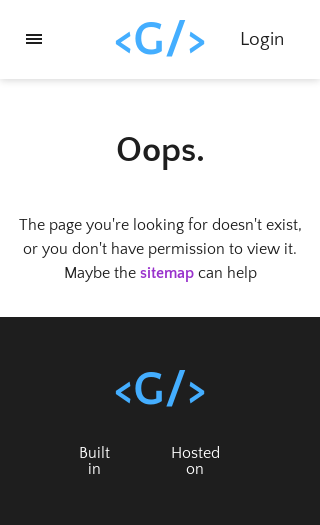 <G/>
Login
Oops.
The page you're looking for doesn't exist,
or you don't have permission to view it.
Maybe the sitemap can help
<G/>
Built
in
Hosted
on